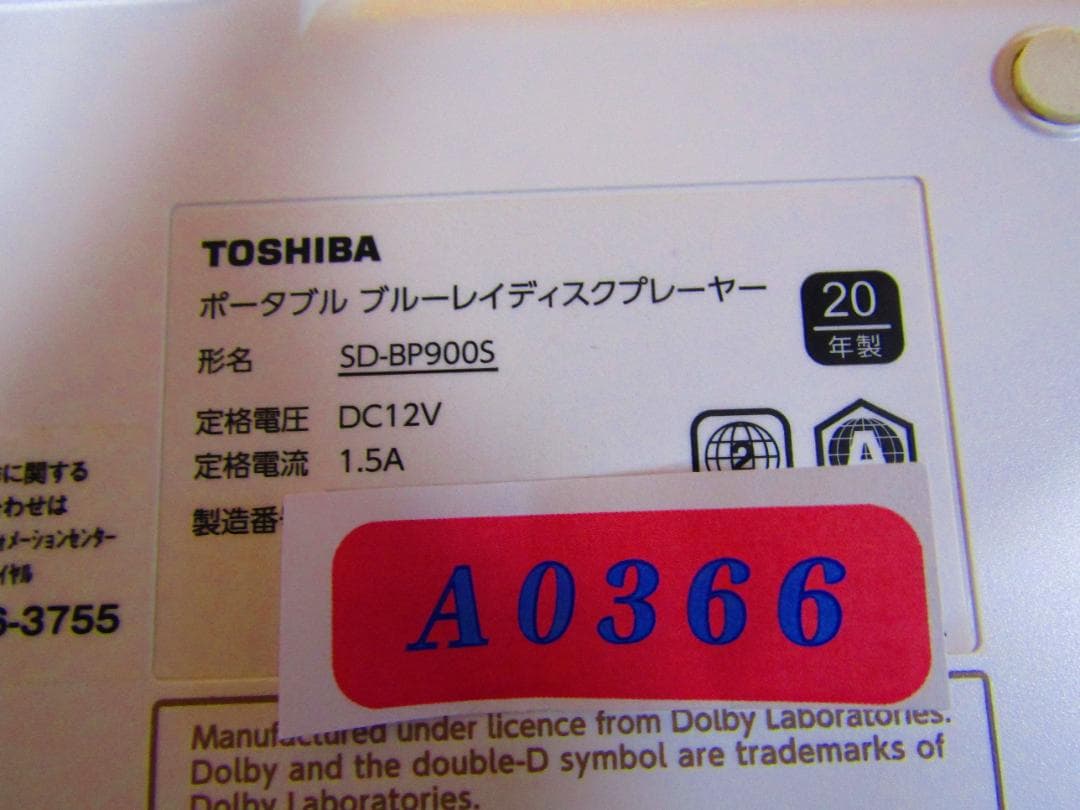 TOSHIBA
ポータブル ブルーレイディスクプレーヤー
20
年製
形名 SD-BP900S
定格電圧 DC12V
定格電流 1.5A
2
A
製造番
に関する
わせは
メーションセンター
イヤル
-3755
A0366
Manufactured under licence from Dolby Laboratories.
Dolby and the double-D symbol are trademarks of
Dolby Laboratories.